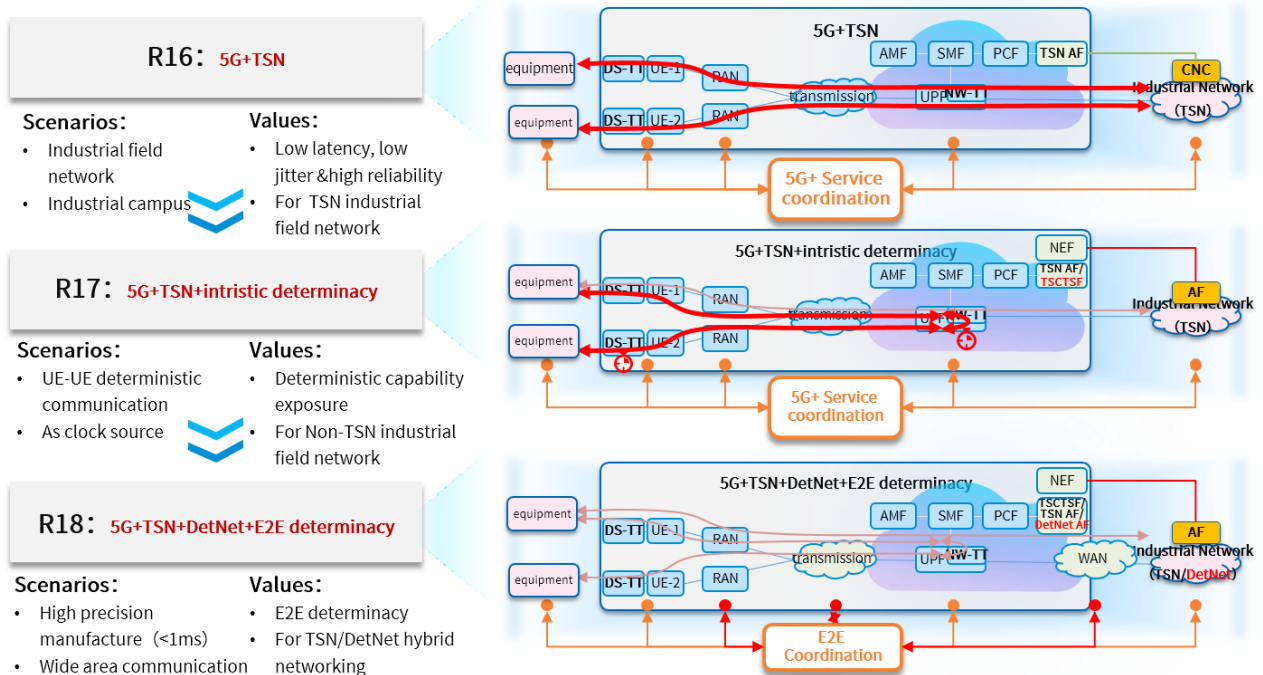 R16： 5G+TSN
Scenarios：
• Industrial field
network
• Industrial campus
Values：
• Low latency, low
jitter &high reliability
• For TSN industrial
field network
5G+TSN
AMF
SMF
PCF
TSN AF
equipment
DS-TT
UE-1
RAN
transmission
UPF
NW-TT
CNC
Industrial Network
（TSN）
equipment
DS-TT
UE-2
RAN
5G+ Service
coordination
R17： 5G+TSN+intristic determinacy
Scenarios：
• UE-UE deterministic
communication
• As clock source
Values：
• Deterministic capability
exposure
• For Non-TSN industrial
field network
5G+TSN+intristic determinacy
NEF
AMF
SMF
PCF
TSN AF/
TSCTSF
equipment
DS-TT
UE-1
RAN
transmission
UPF
NW-TT
AF
Industrial Network
（TSN）
equipment
DS-TT
UE-2
RAN
5G+ Service
coordination
R18： 5G+TSN+DetNet+E2E determinacy
Scenarios：
• High precision
manufacture（<1ms）
• Wide area communication
Values：
• E2E determinacy
• For TSN/DetNet hybrid
networking
5G+TSN+DetNet+E2E determinacy
NEF
AMF
SMF
PCF
TSCTSF/
TSN AF/
DetNet AF
equipment
DS-TT
UE-1
RAN
transmission
UPF
NW-TT
WAN
AF
Industrial Network
（TSN/DetNet）
equipment
DS-TT
UE-2
RAN
E2E
Coordination